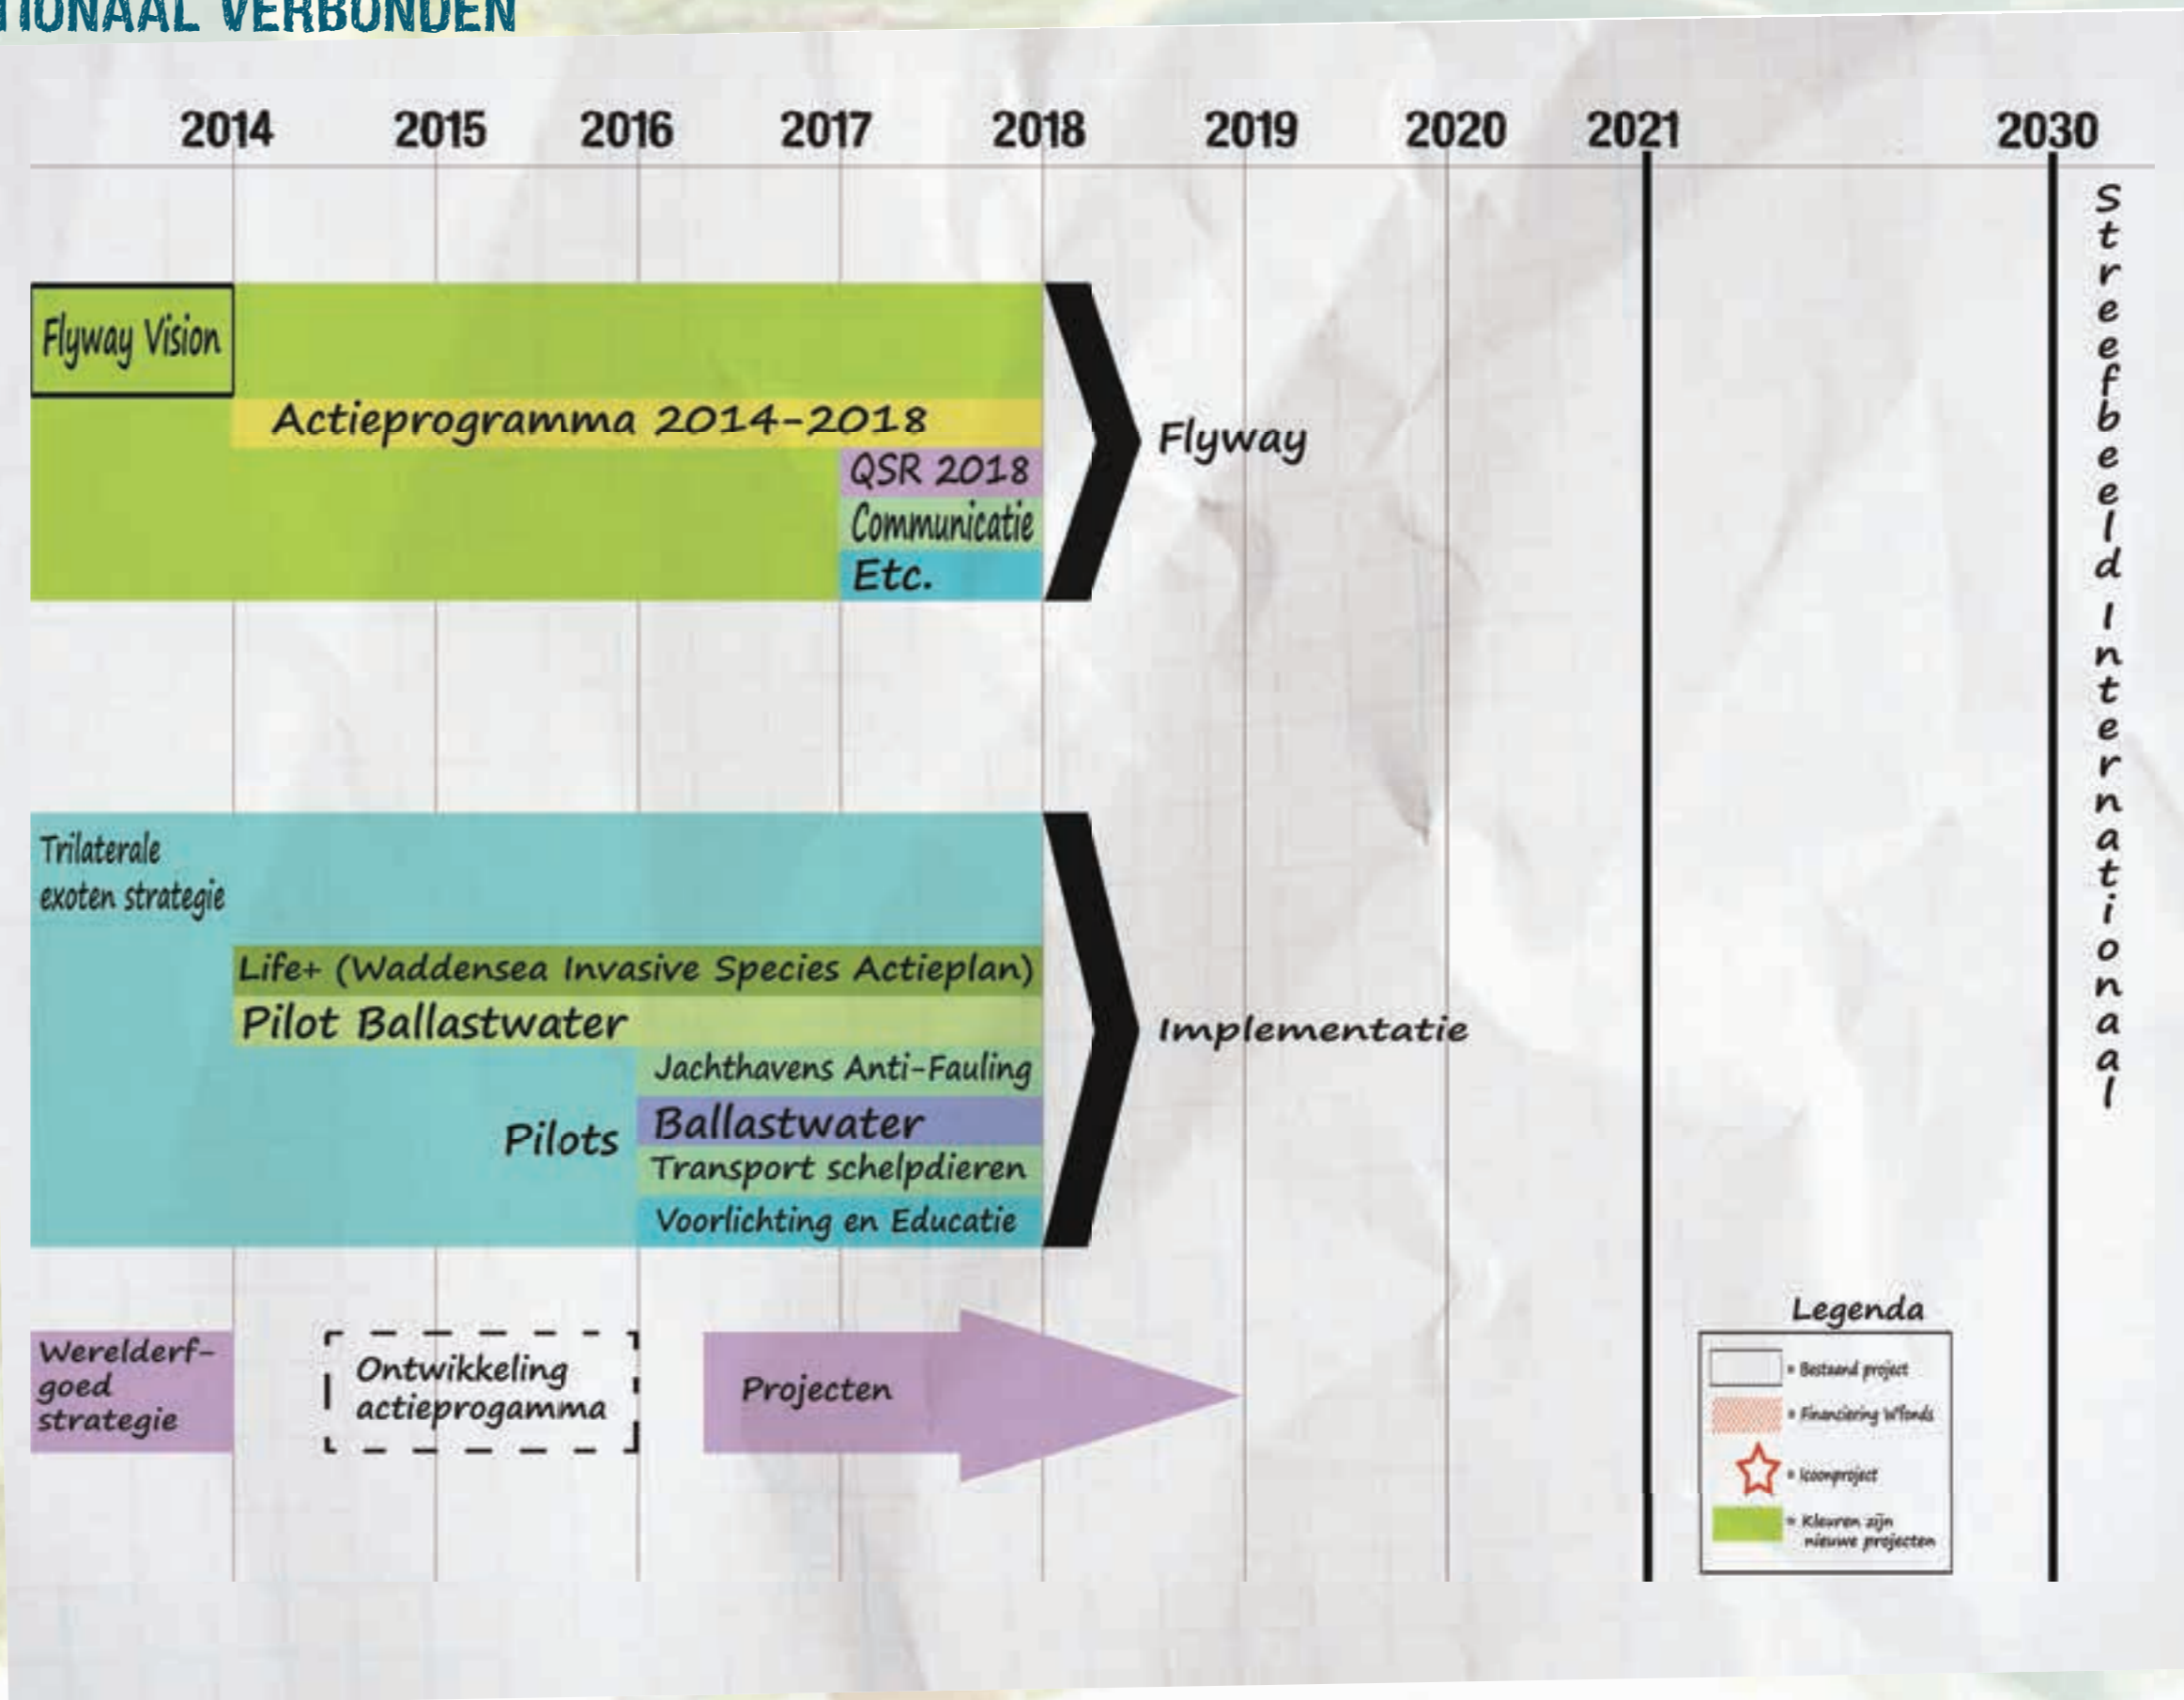 TIONAAL VERBONDEN
2014 2015 2016 2017 2018 2019 2020 2021 2030
Streefbeeld Internationaal
Flyway Vision
Actieprogramma 2014-2018
QSR 2018
Communicatie
Etc.
Flyway
Trilaterale
exoten strategie
Life+ (Waddensea Invasive Species Actieplan)
Pilot Ballastwater
Jachthavens Anti-Fauling
Pilots
Ballastwater
Transport schelpdieren
Voorlichting en Educatie
Implementatie
Werelderf-
goed
strategie
Ontwikkeling
actieprogamma
Projecten
Legenda
= Bestaand project
= Financiering W'fonds
= Icoonproject
= Kleuren zijn
nieuwe projecten